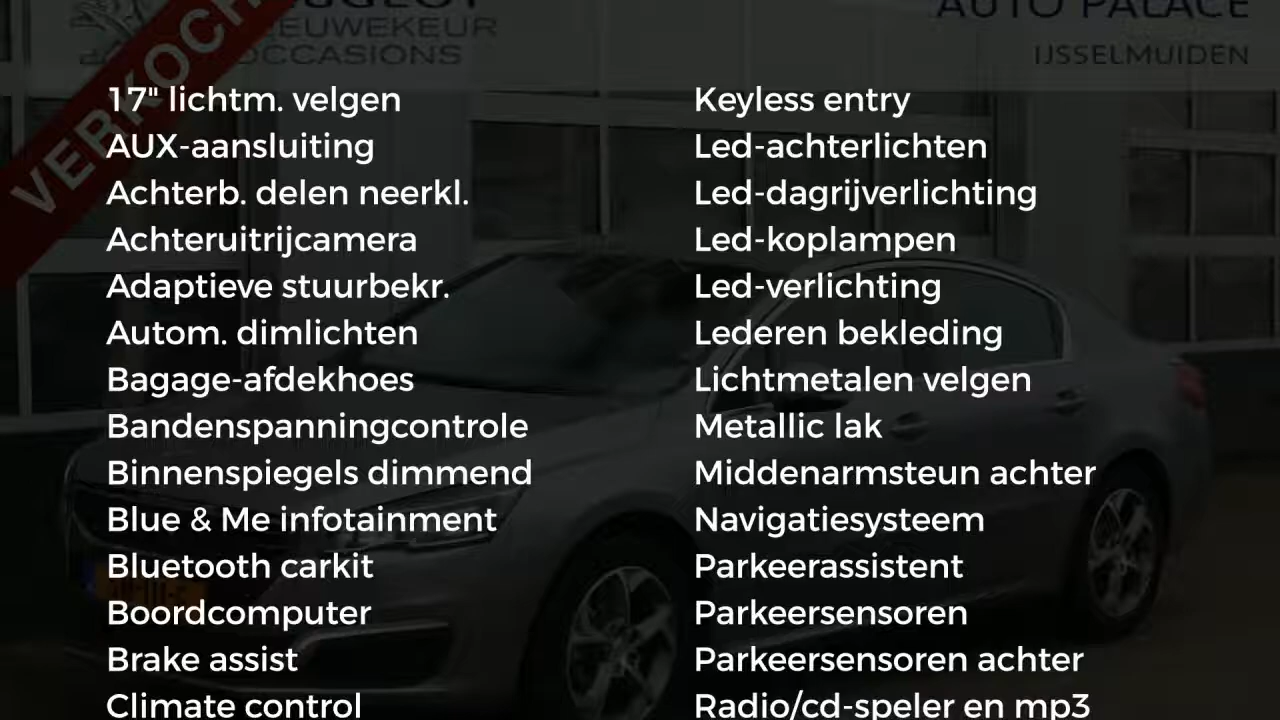 PEUGEOT
AUTO PALACE
OCCASIONS
IJSSELMUIDEN
17" lichtm. velgen
AUX-aansluiting
Achterb. delen neerkl.
Achteruitrijcamera
Adaptieve stuurbekr.
Autom. dimlichten
Bagage-afdekhoes
Bandenspanningcontrole
Binnenspiegels dimmend
Blue & Me infotainment
Bluetooth carkit
Boordcomputer
Brake assist
Climate control
Keyless entry
Led-achterlichten
Led-dagrijverlichting
Led-koplampen
Led-verlichting
Lederen bekleding
Lichtmetalen velgen
Metallic lak
Middenarmsteun achter
Navigatiesysteem
Parkeerassistent
Parkeersensoren
Parkeersensoren achter
Radio/cd-speler en mp3